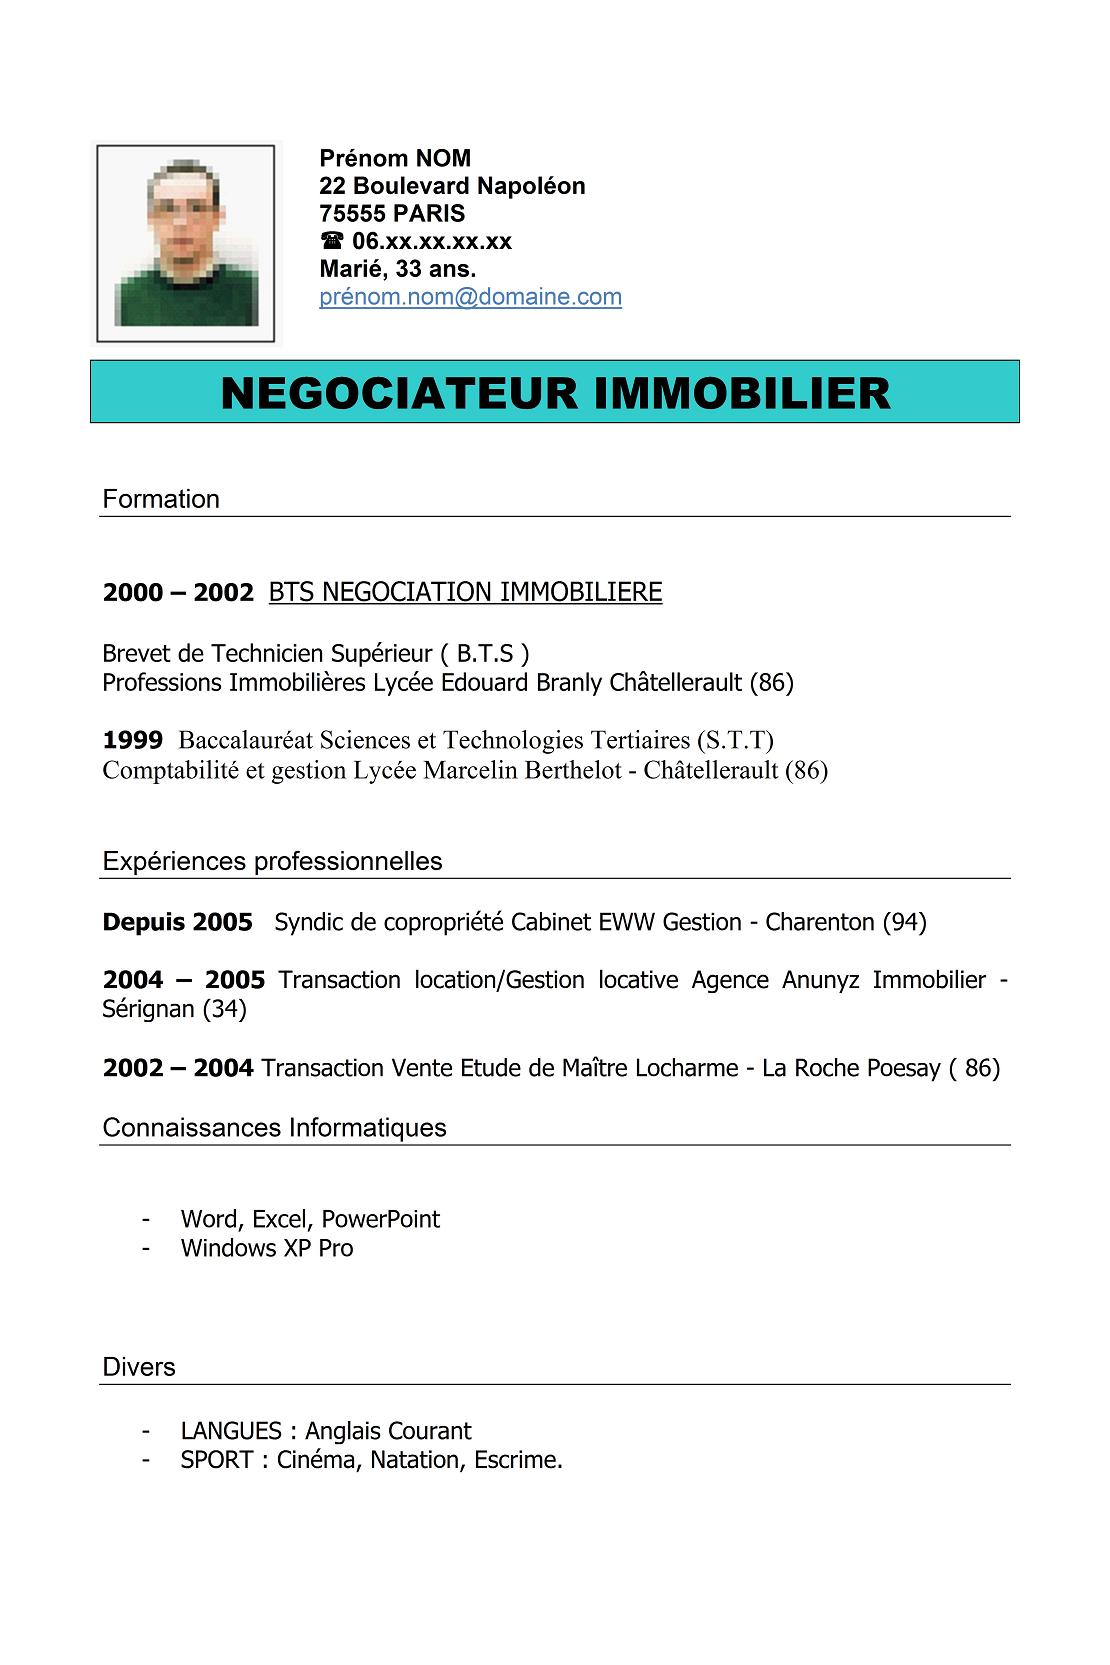 Prénom NOM
22 Boulevard Napoléon
75555 PARIS
☎ 06.xx.xx.xx.xx
Marié, 33 ans.
prénom.nom@domaine.com
NEGOCIATEUR IMMOBILIER
Formation
2000 – 2002 BTS NEGOCIATION IMMOBILIERE
Brevet de Technicien Supérieur ( B.T.S )
Professions Immobilières Lycée Edouard Branly Châtellerault (86)
1999 Baccalauréat Sciences et Technologies Tertiaires (S.T.T)
Comptabilité et gestion Lycée Marcelin Berthelot - Châtellerault (86)
Expériences professionnelles
Depuis 2005 Syndic de copropriété Cabinet EWW Gestion - Charenton (94)
2004 – 2005 Transaction location/Gestion locative Agence Anunyz Immobilier -
Sérignan (34)
2002 – 2004 Transaction Vente Etude de Maître Locharme - La Roche Poesay ( 86)
Connaissances Informatiques
- Word, Excel, PowerPoint
- Windows XP Pro
Divers
- LANGUES : Anglais Courant
- SPORT : Cinéma, Natation, Escrime.